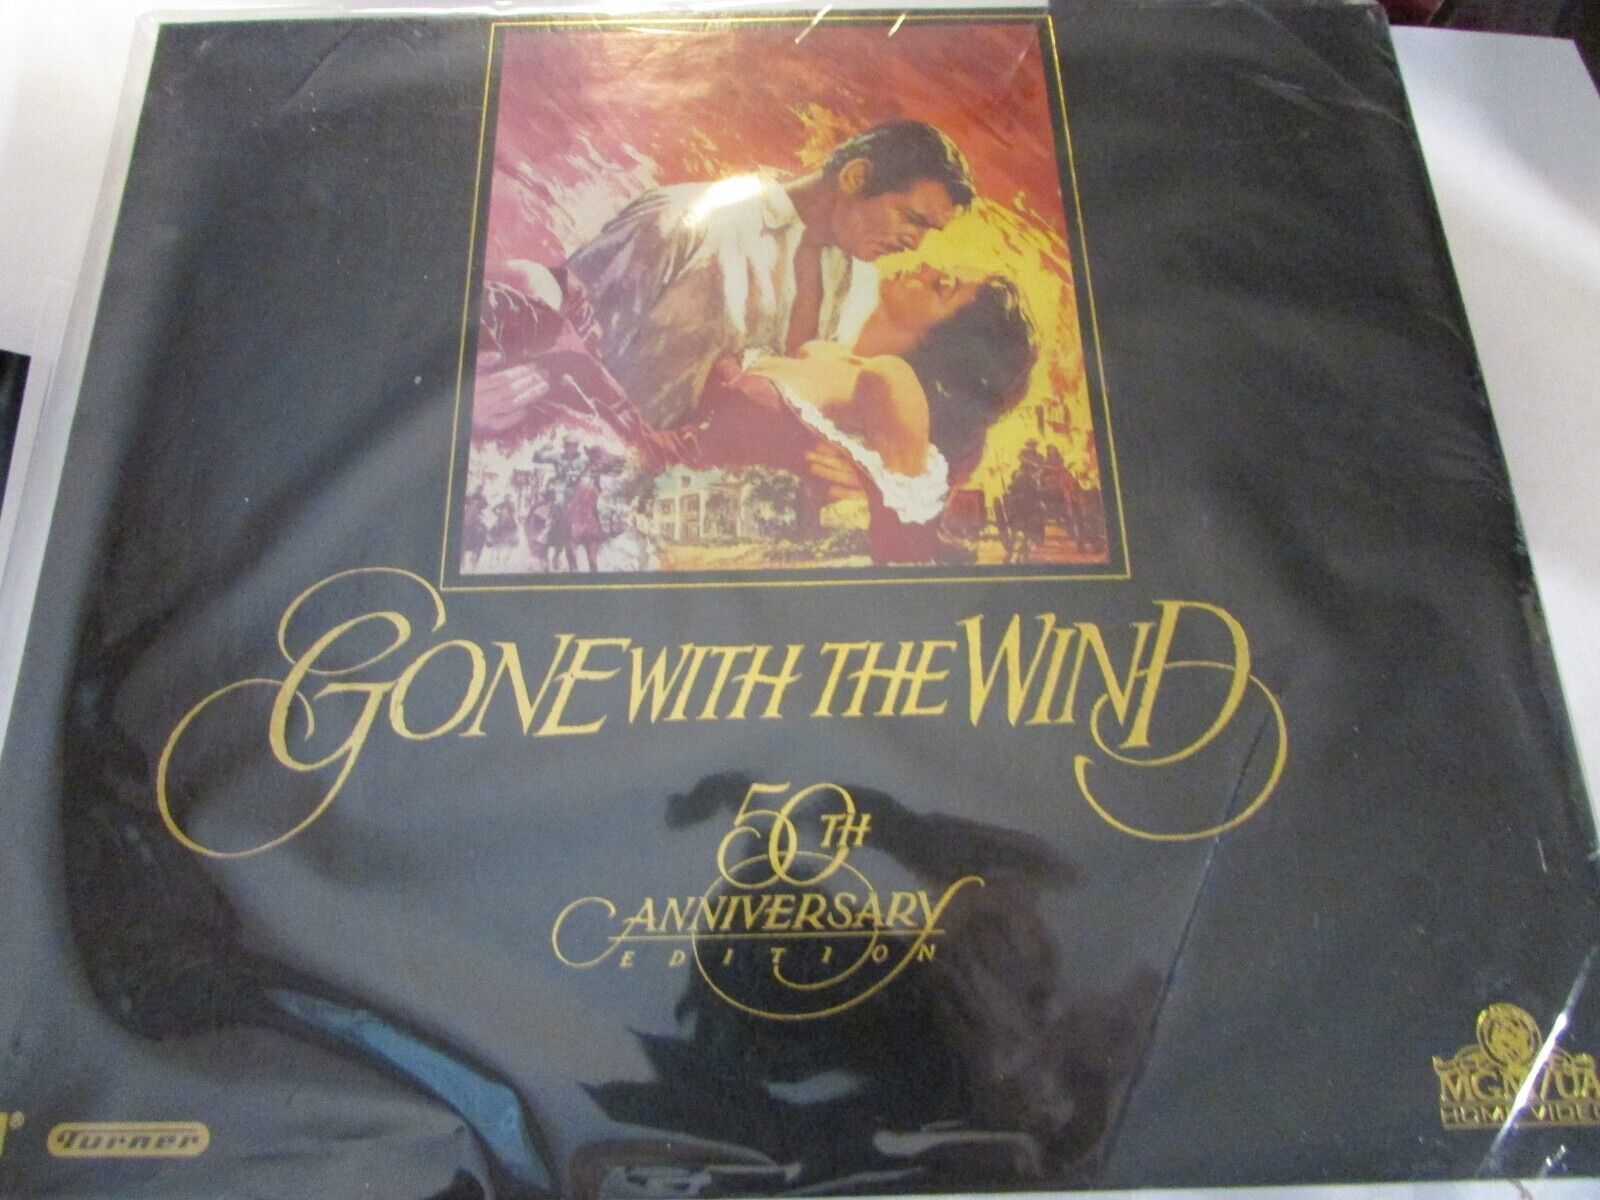 GONE WITH THE WIND
50TH
ANNIVERSARY
EDITION
Turner
MGM/UA
HOME VIDEO